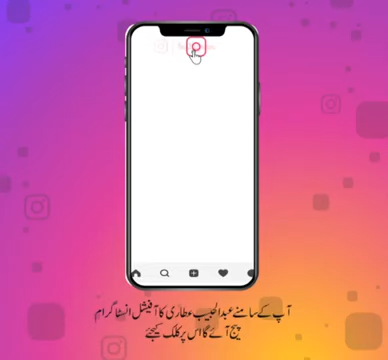 آپ کے سامنے عبدالحبیب عطاری کا آفیشل انسٹاگرام
پیج آئے گا اس پر کلک کیجئے